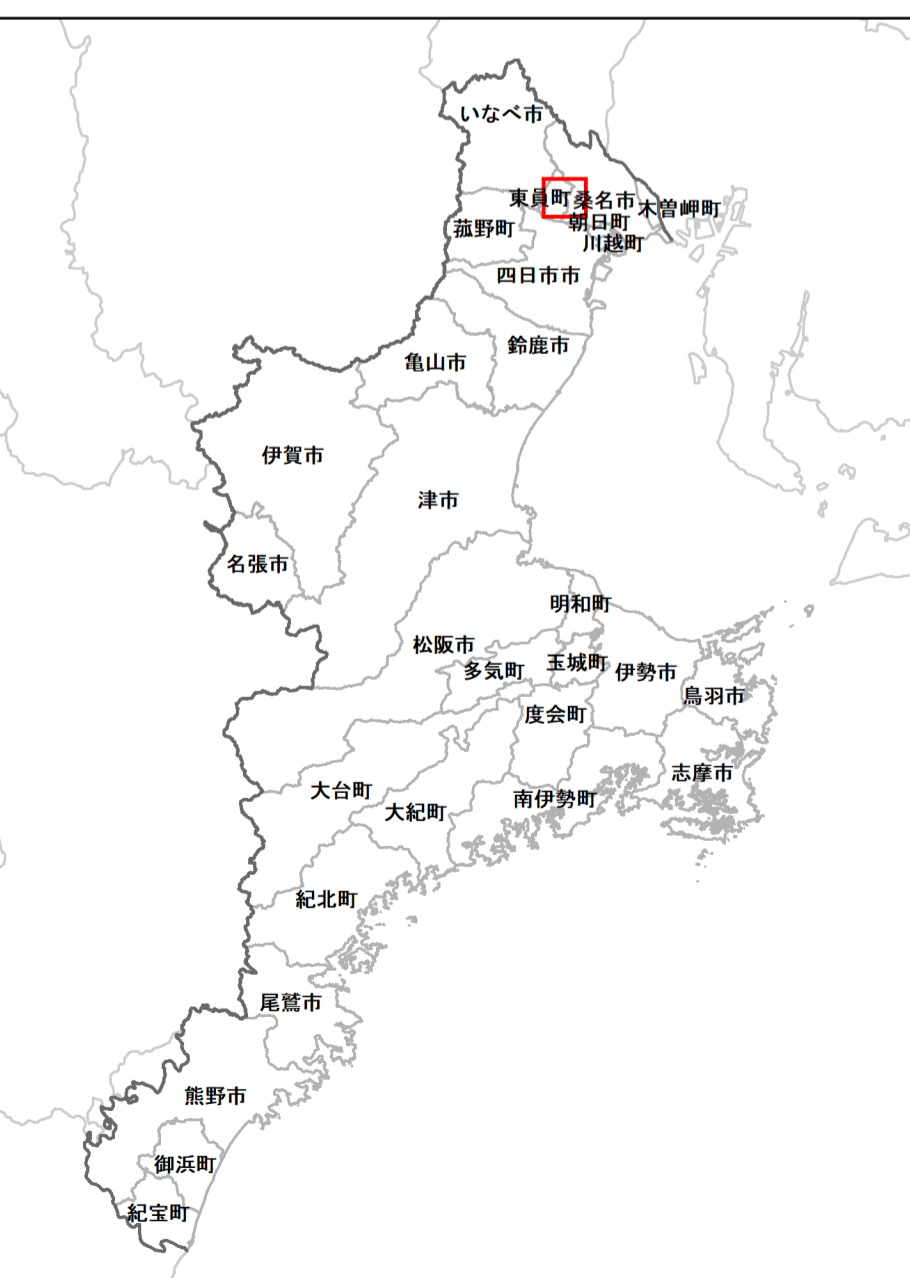 いなべ市
東員町
桑名市
木曽岬町
朝日町
菰野町
川越町
四日市市
鈴鹿市
亀山市
伊賀市
津市
名張市
明和町
松阪市
玉城町
多気町
伊勢市
鳥羽市
度会町
志摩市
大台町
南伊勢町
大紀町
紀北町
尾鷲市
熊野市
御浜町
紀宝町